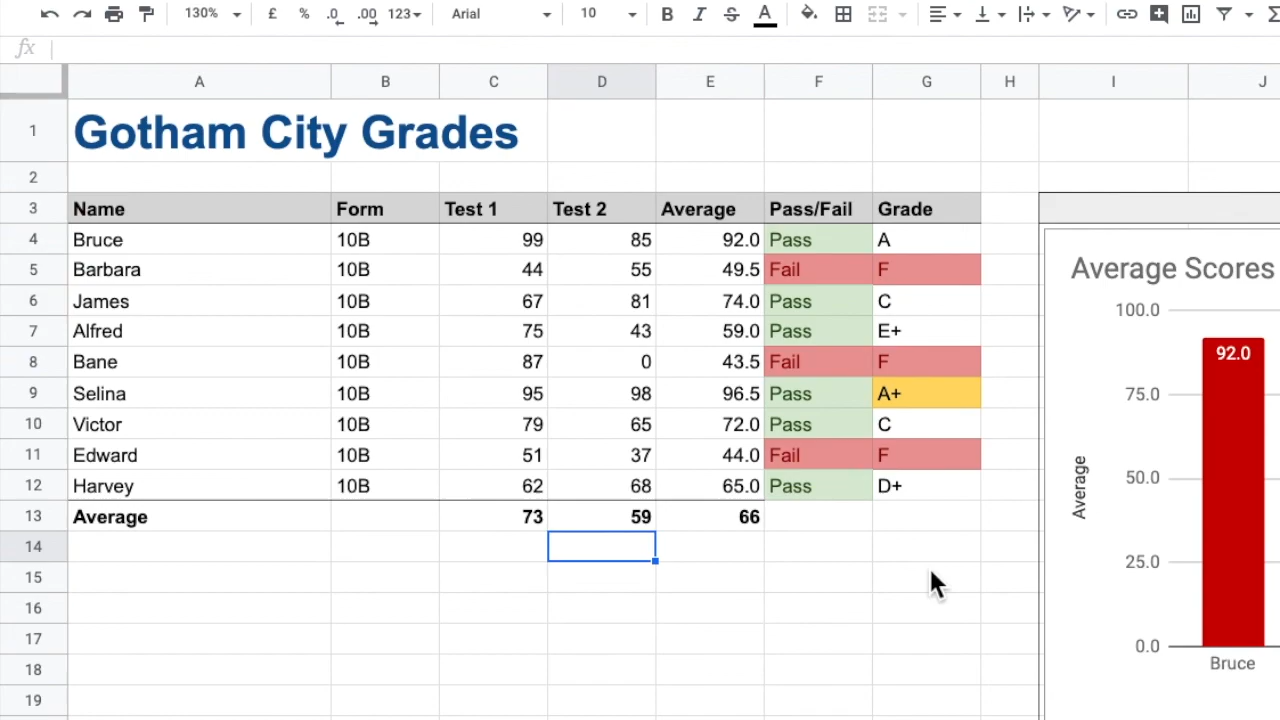 130% £ % .0 .00 123 Arial 10 B I S A
fx
A B C D E F G H I J
1 Gotham City Grades
2
3 Name Form Test 1 Test 2 Average Pass/Fail Grade
4 Bruce 10B 99 85 92.0 Pass A
5 Barbara 10B 44 55 49.5 Fail F
6 James 10B 67 81 74.0 Pass C
7 Alfred 10B 75 43 59.0 Pass E+
8 Bane 10B 87 0 43.5 Fail F
9 Selina 10B 95 98 96.5 Pass A+
10 Victor 10B 79 65 72.0 Pass C
11 Edward 10B 51 37 44.0 Fail F
12 Harvey 10B 62 68 65.0 Pass D+
13 Average 73 59 66
14
15
16
17
18
19
Average Scores
100.0
92.0
75.0
50.0
25.0
0.0
Average
Bruce